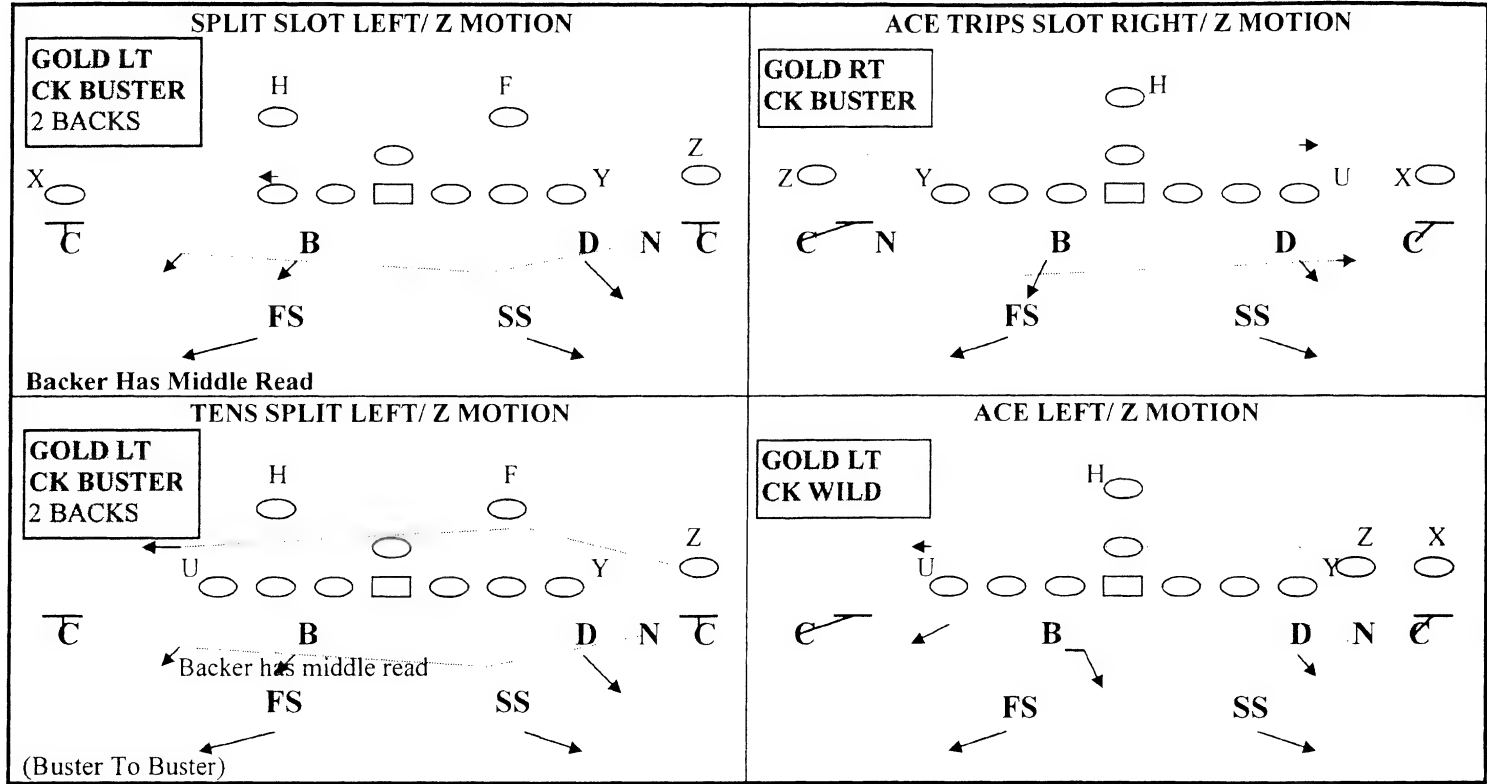 SPLIT SLOT LEFT/ Z MOTION
GOLD LT
CK BUSTER
2 BACKS
H F
X Y Z
C B D N C
FS SS
Backer Has Middle Read
ACE TRIPS SLOT RIGHT/ Z MOTION
GOLD RT
CK BUSTER
H
Z Y U X
C N B D C
FS SS
TENS SPLIT LEFT/ Z MOTION
GOLD LT
CK BUSTER
2 BACKS
H F
Z
U Y
C B D N C
Backer has middle read
FS SS
(Buster To Buster)
ACE LEFT/ Z MOTION
GOLD LT
CK WILD
H
Z X
U Y
C B D N C
FS SS